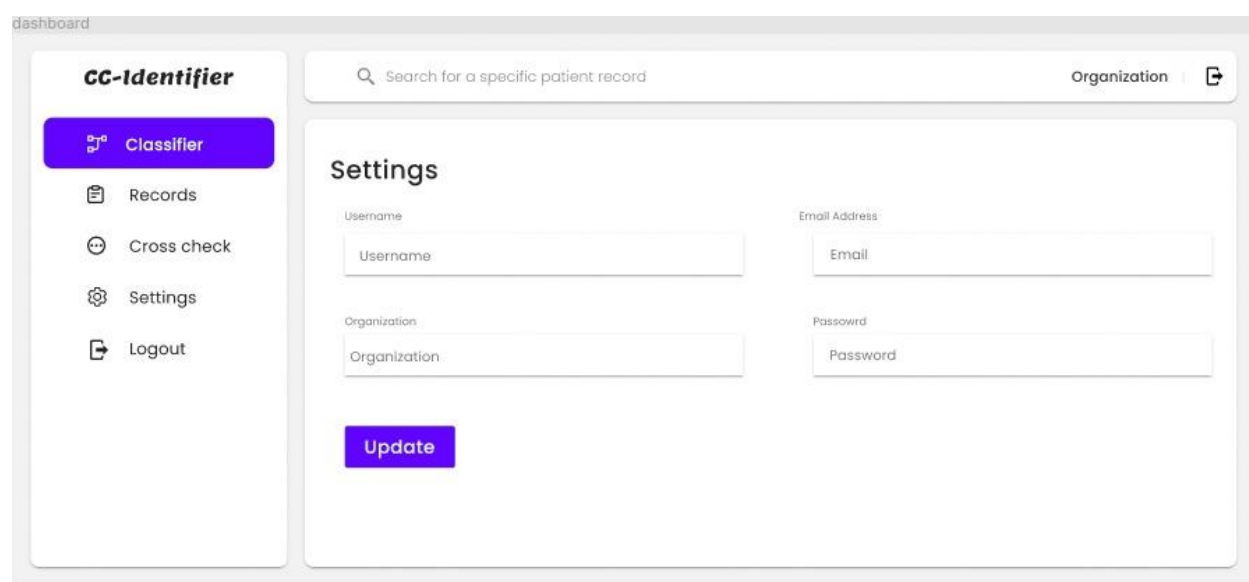 dashboard
CC-Identifier
Search for a specific patient record
Organization
Classifier
Records
Cross check
Settings
Logout
Settings
Username
Email Address
Username
Email
Organization
Passowrd
Organization
Password
Update